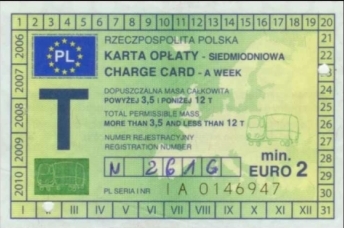 1 2 3 4 5 6 7 8 9 10 11 12 13 14 15 16 17 18 19 20
2006 21
RZECZPOSPOLITA POLSKA
PL
KARTA OPŁATY - SIEDMIODNIOWA 22
2007 CHARGE CARD - A WEEK 23
24
DOPUSZCZALNA MASA CAŁKOWITA
2008 T POWYŻEJ 3,5 I PONIŻEJ 12 T 25
TOTAL PERMISSIBLE MASS 26
MORE THAN 3,5 AND LESS THAN 12 T
2009 NUMER REJESTRACYJNY 27
REGISTRATION NUMBER 28
min.
2010 N 2616 EURO 2 29
30
PL SERIA I NR I A 0146947
I II III IV V VI VII VIII IX X XI XII 31